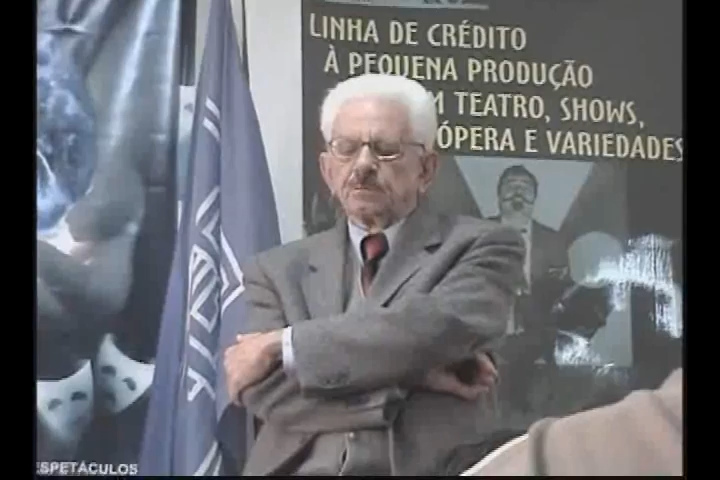 LINHA DE CRÉDITO
À PEQUENA PRODUÇÃO
M TEATRO, SHOWS,
ÓPERA E VARIEDADES
ESPETÁCULOS